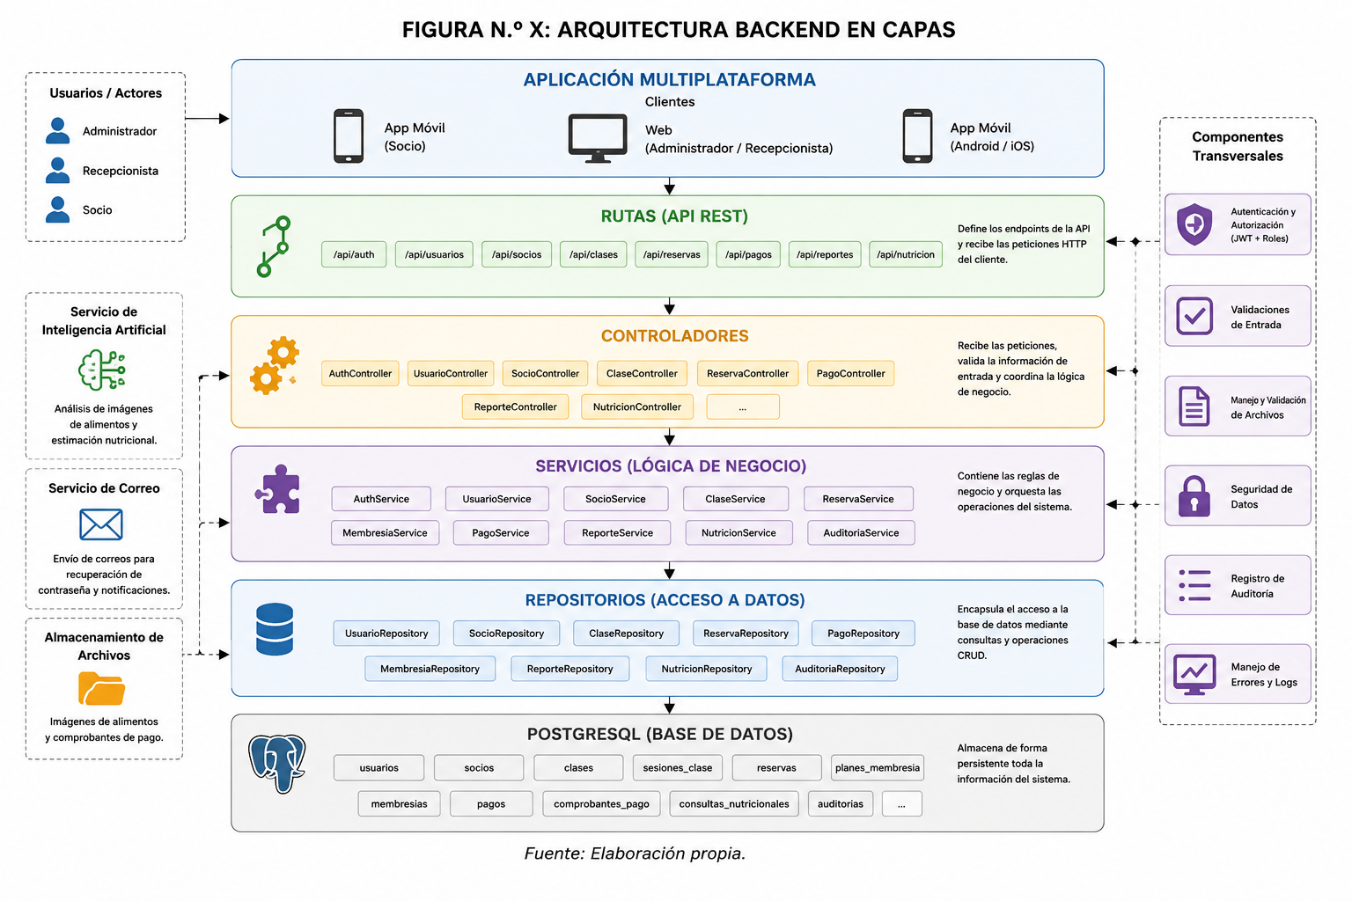 FIGURA N.º X: ARQUITECTURA BACKEND EN CAPAS
Usuarios / Actores
Administrador
Recepcionista
Socio
APLICACIÓN MULTIPLATAFORMA
Clientes
App Móvil
(Socio)
Web
(Administrador / Recepcionista)
App Móvil
(Android / iOS)
RUTAS (API REST)
/api/auth
/api/usuarios
/api/socios
/api/clases
/api/reservas
/api/pagos
/api/reportes
/api/nutricion
Define los endpoints de la API
y recibe las peticiones HTTP
del cliente.
CONTROLADORES
AuthController
UsuarioController
SocioController
ClaseController
ReservaController
PagoController
ReporteController
NutricionController
...
Recibe las peticiones,
valida la información de
entrada y coordina la lógica
de negocio.
SERVICIOS (LÓGICA DE NEGOCIO)
AuthService
UsuarioService
SocioService
ClaseService
ReservaService
MembresiaService
PagoService
ReporteService
NutricionService
AuditoriaService
Contiene las reglas de
negocio y orquesta las
operaciones del sistema.
REPOSITORIOS (ACCESO A DATOS)
UsuarioRepository
SocioRepository
ClaseRepository
ReservaRepository
PagoRepository
MembresiaRepository
ReporteRepository
NutricionRepository
AuditoriaRepository
Encapsula el acceso a la
base de datos mediante
consultas y operaciones
CRUD.
POSTGRESQL (BASE DE DATOS)
usuarios
socios
clases
sesiones_clase
reservas
planes_membresia
membresias
pagos
comprobantes_pago
consultas_nutricionales
auditorias
...
Almacena de forma
persistente toda la
información del sistema.
Servicio de
Inteligencia Artificial
Análisis de imágenes
de alimentos y
estimación nutricional.
Servicio de Correo
Envío de correos para
recuperación de
contraseña y notificaciones.
Almacenamiento de
Archivos
Imágenes de alimentos
y comprobantes de pago.
Componentes
Transversales
Autenticación y
Autorización
(JWT + Roles)
Validaciones
de Entrada
Manejo y Validación
de Archivos
Seguridad de
Datos
Registro de
Auditoría
Manejo de
Errores y Logs
Fuente: Elaboración propia.